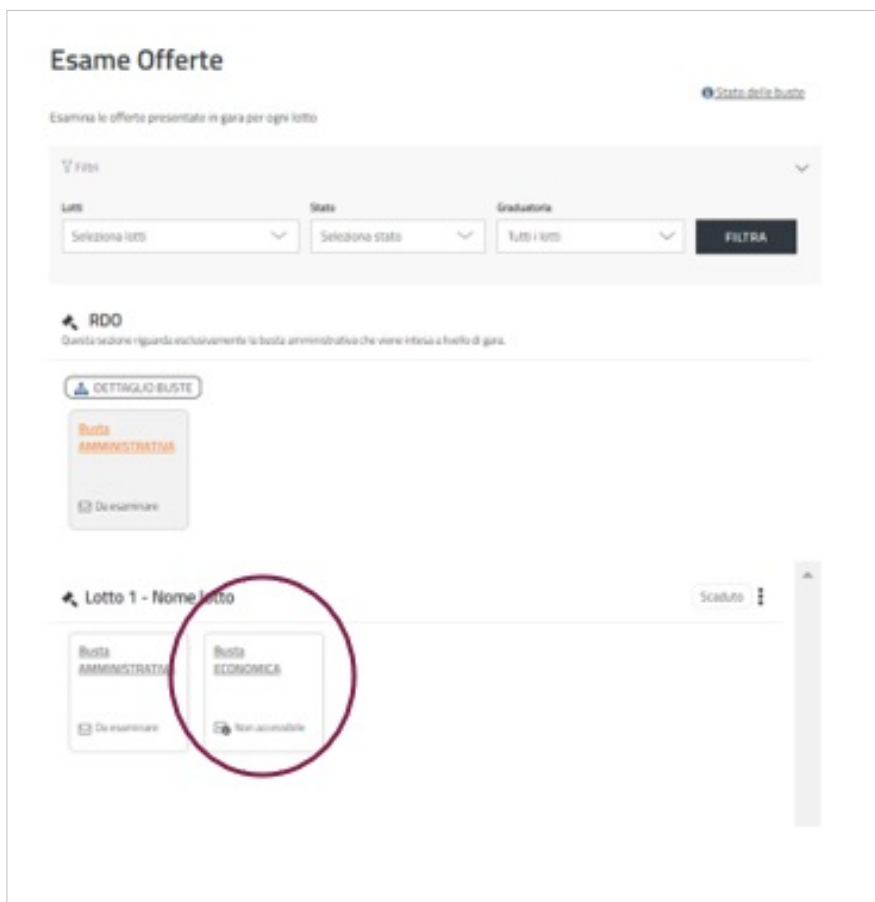 Esame Offerte
Stato delle buste
Esamina le offerte presentate in gara per ogni lotto
Filtri
Lotti
Stato
Graduatoria
Seleziona lotti
Seleziona stato
Tutti i lotti
FILTRA
RDO
Questa sezione riguarda esclusivamente la busta amministrativa che viene intesa a livello di gara.
DETTAGLIO BUSTE
Busta
AMMINISTRATIVA
Da esaminare
Lotto 1 - Nome lotto
Scaduto
Busta
AMMINISTRATIVA
Da esaminare
Busta
ECONOMICA
Non accessibile